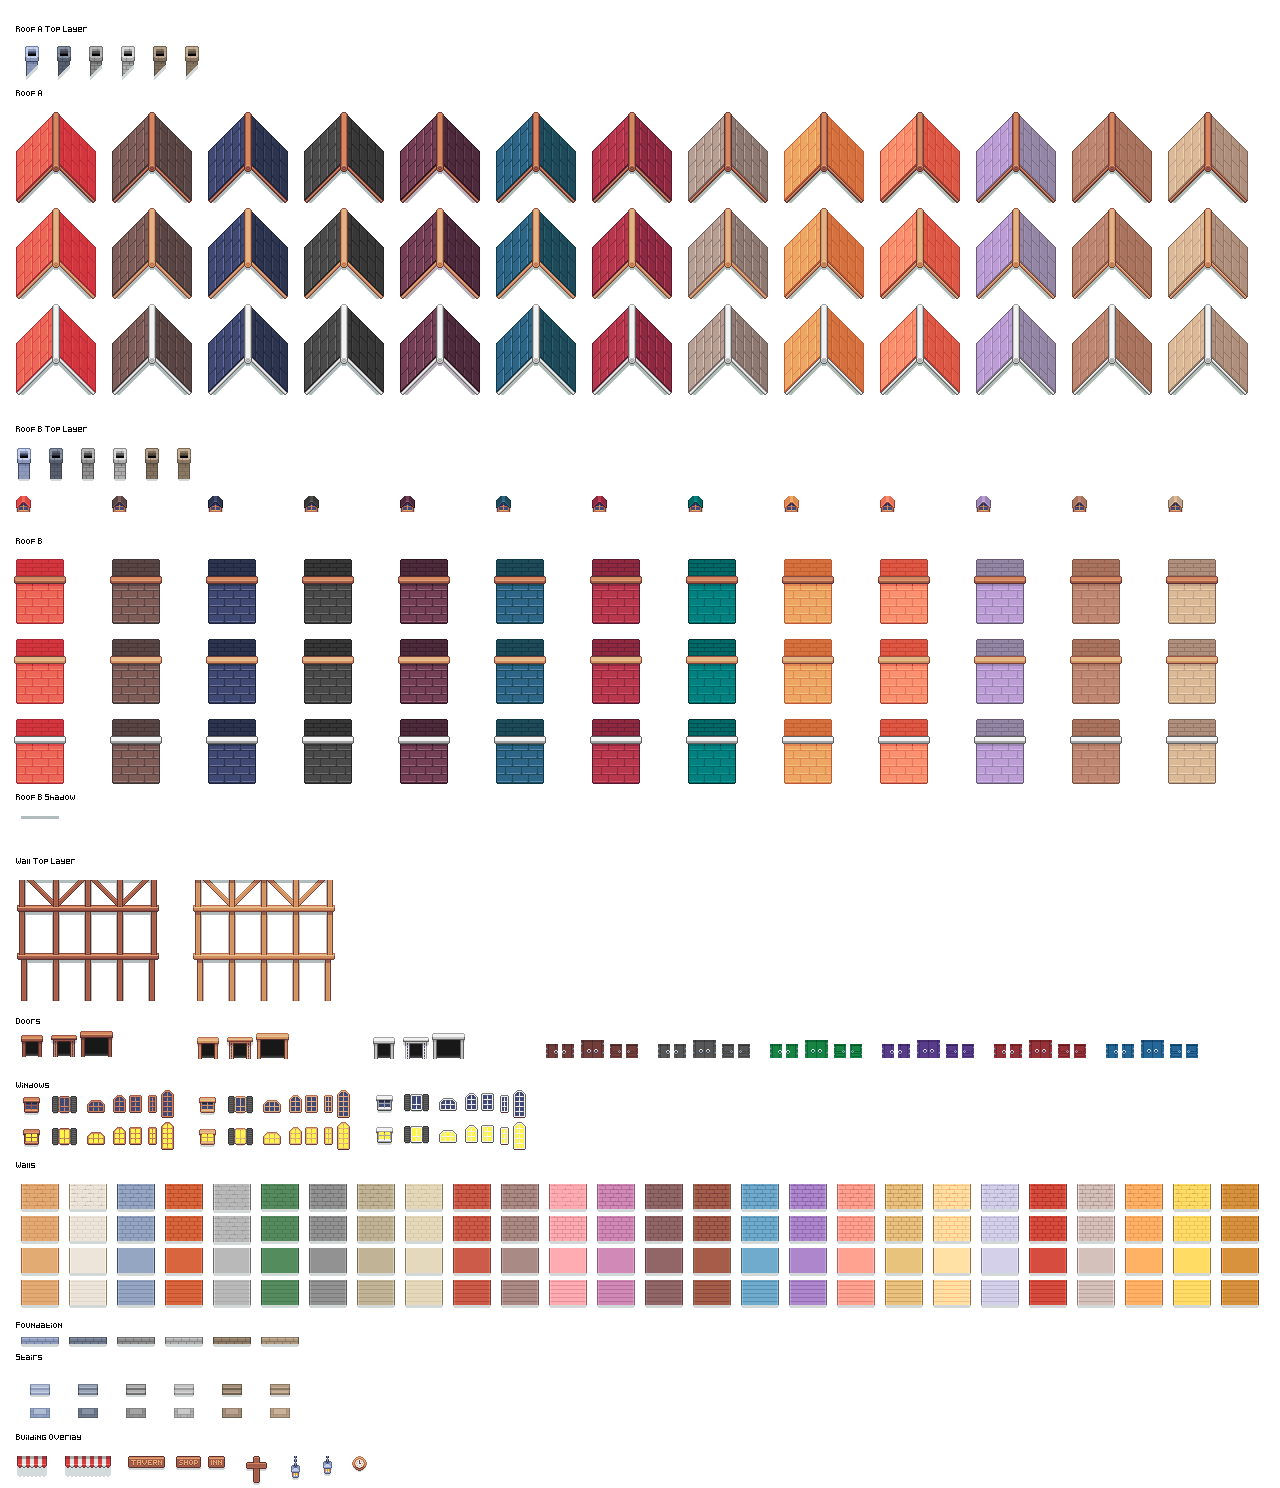 Roof A Top Layer
Roof A
Roof B Top Layer
Roof B
Roof B Shadow
Wall Top Layer
Doors
Windows
Walls
Foundation
Stairs
Building Overlay
TAVERN SHOP INN